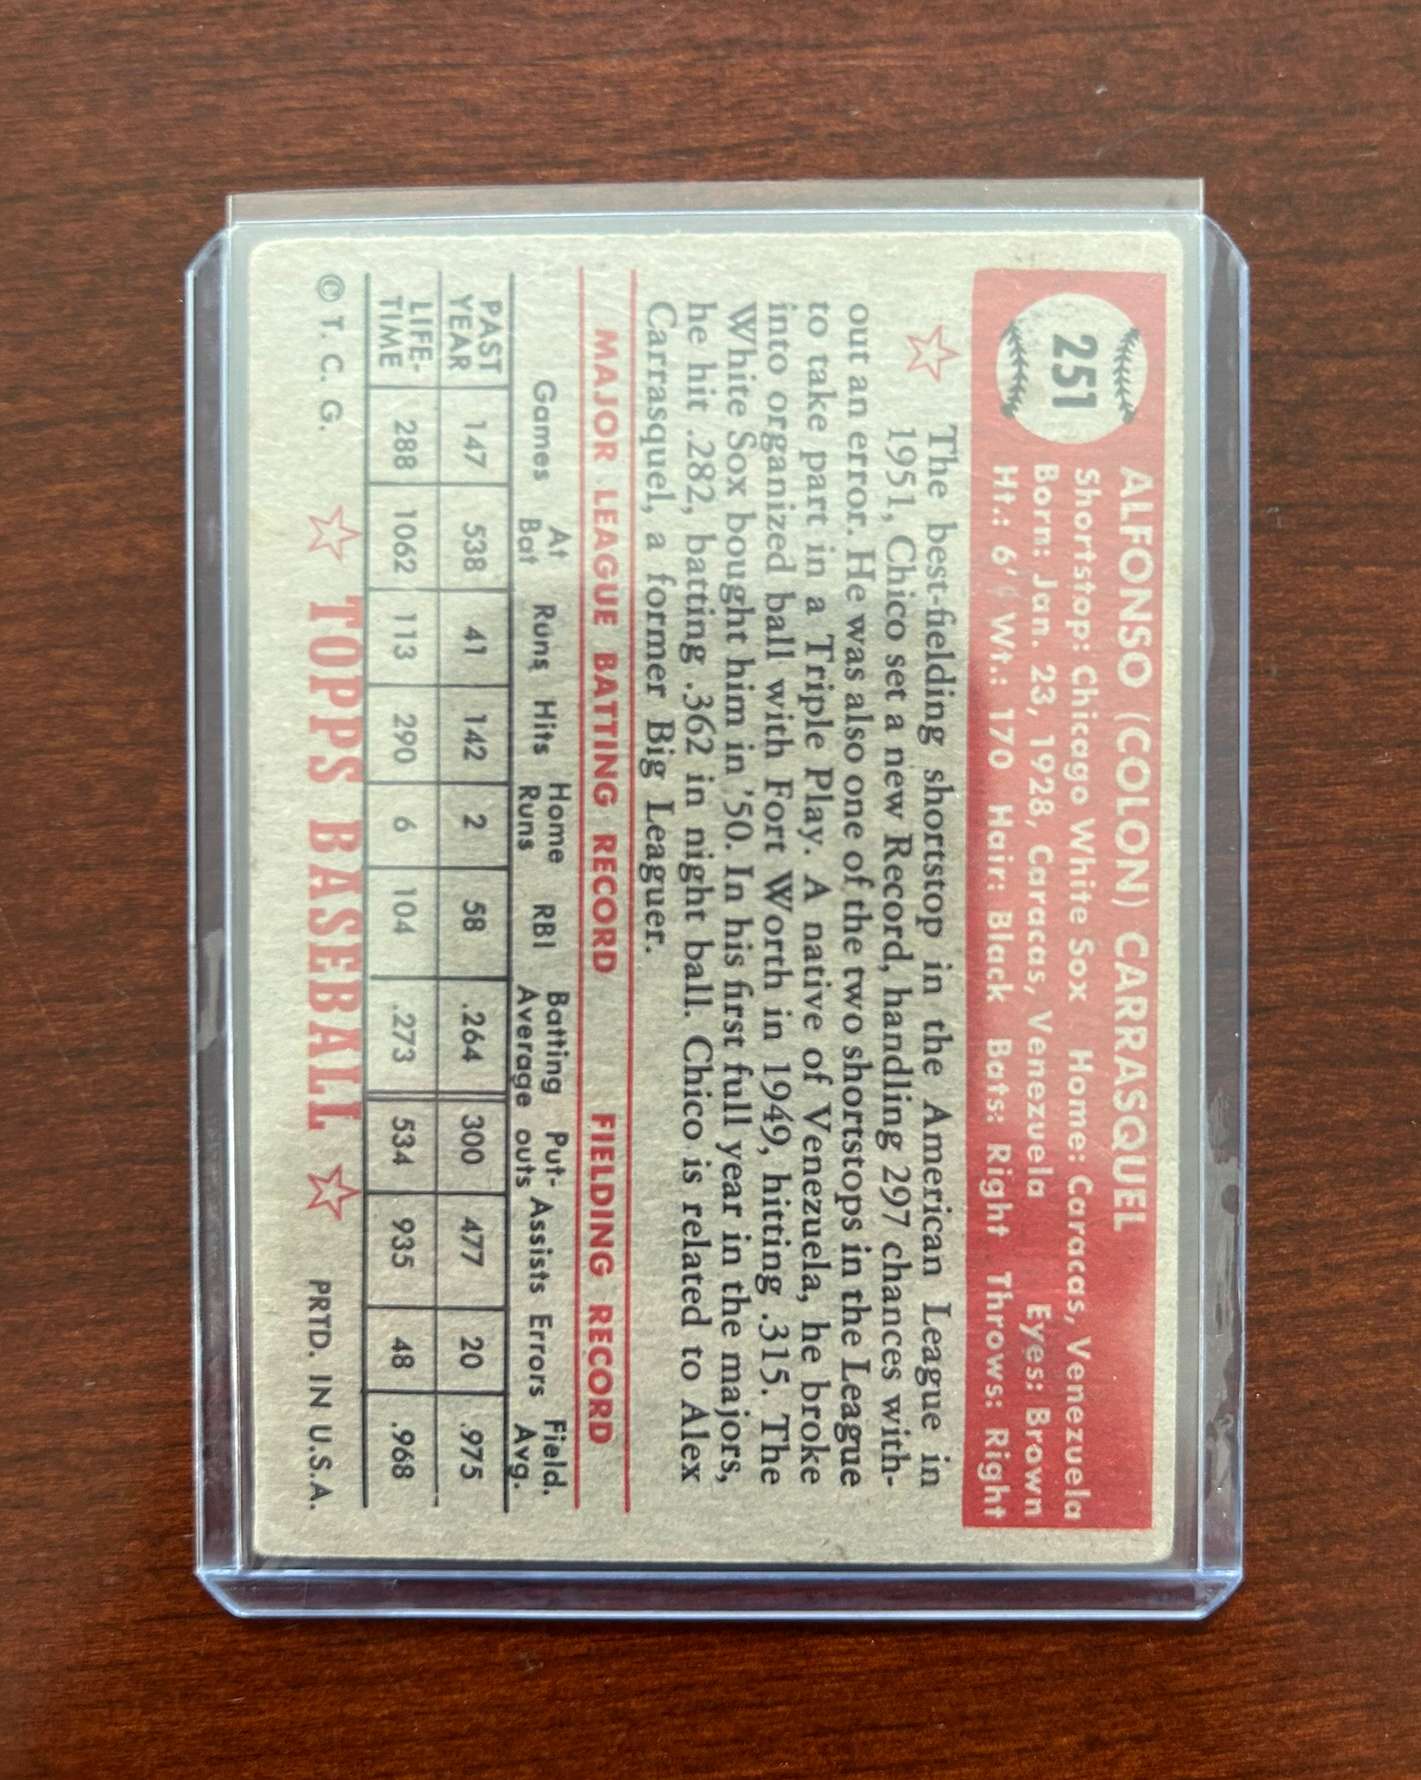 251
ALFONSO (COLON) CARRASQUEL
Shortstop: Chicago White Sox Home: Caracas, Venezuela
Born: Jan. 23, 1928, Caracas, Venezuela Eyes: Brown
Ht.: 6' Wt.: 170 Hair: Black Bats: Right Throws: Right
The best-fielding shortstop in the American League in
1951, Chico set a new Record, handling 297 chances with-
out an error. He was also one of the two shortstops in the League
to take part in a Triple Play. A native of Venezuela, he broke
into organized ball with Fort Worth in 1949, hitting .315. The
White Sox bought him in '50. In his first full year in the majors,
he hit .282, batting .362 in night ball. Chico is related to Alex
Carrasquel, a former Big Leaguer.
MAJOR LEAGUE BATTING RECORD FIELDING RECORD
Games At Bat Runs Hits Home Runs RBI Batting Average Put-outs Assists Errors Field. Avg.
PAST YEAR 147 538 41 142 2 58 .264 300 477 20 .975
LIFE-TIME 288 1062 113 290 6 104 .273 534 935 48 .968
© T. C. G. TOPPS BASEBALL PRTD. IN U.S.A.